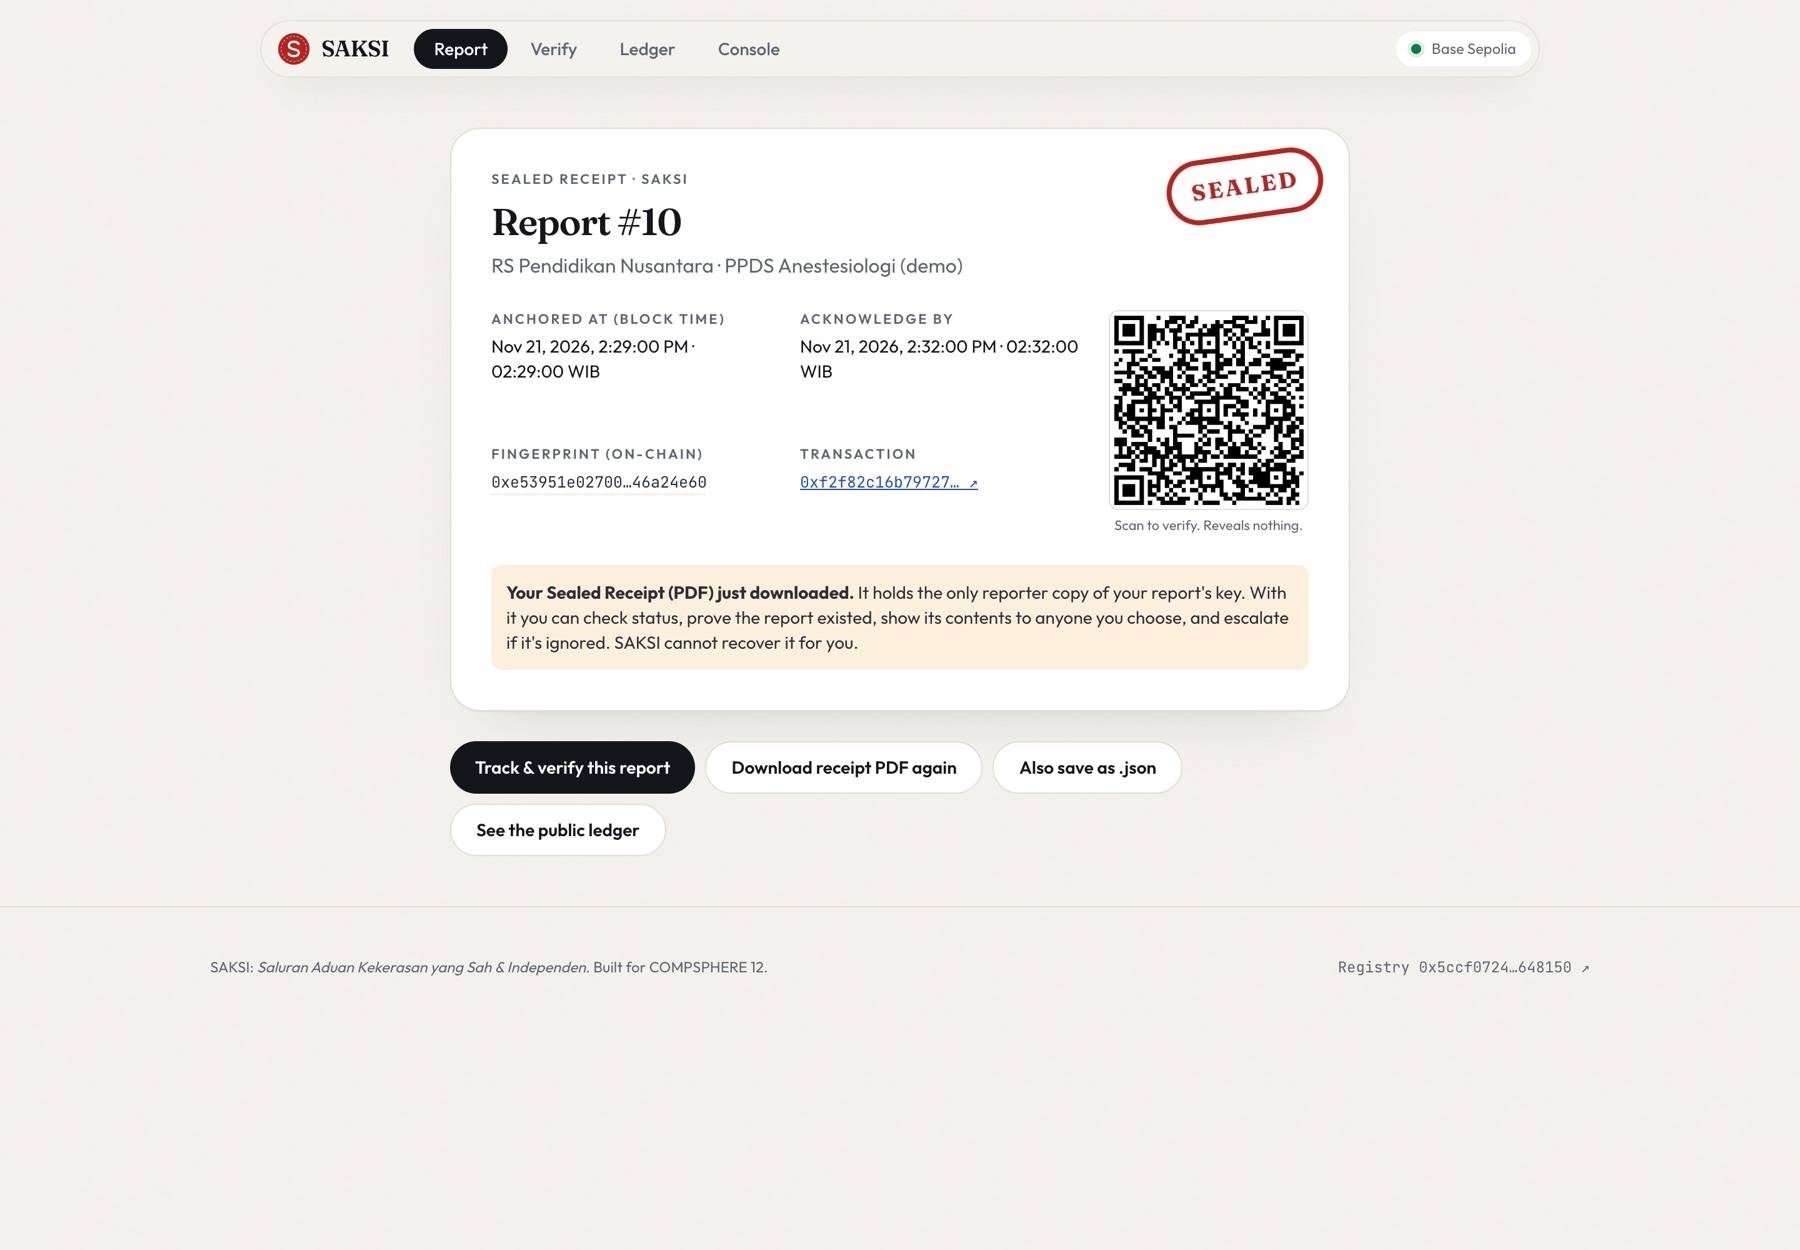 S SAKSI Report Verify Ledger Console Base Sepolia
SEALED RECEIPT · SAKSI
SEALED
Report #10
RS Pendidikan Nusantara · PPDS Anestesiologi (demo)
ANCHORED AT (BLOCK TIME)
Nov 21, 2026, 2:29:00 PM ·
02:29:00 WIB
ACKNOWLEDGE BY
Nov 21, 2026, 2:32:00 PM · 02:32:00
WIB
FINGERPRINT (ON-CHAIN)
0xe53951e02700…46a24e60
TRANSACTION
0xf2f82c16b79727… ↗
Scan to verify. Reveals nothing.
Your Sealed Receipt (PDF) just downloaded. It holds the only reporter copy of your report's key. With
it you can check status, prove the report existed, show its contents to anyone you choose, and escalate
if it's ignored. SAKSI cannot recover it for you.
Track & verify this report
Download receipt PDF again
Also save as .json
See the public ledger
SAKSI: Saluran Aduan Kekerasan yang Sah & Independen. Built for COMPSPHERE 12.
Registry 0x5ccf0724…648150 ↗